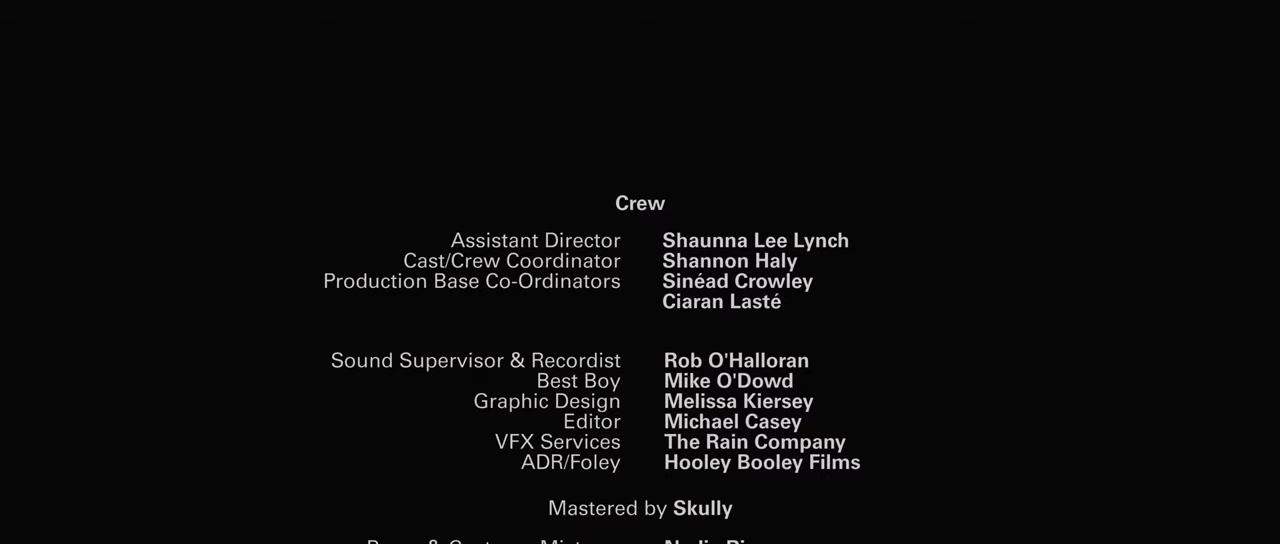 Crew
Assistant Director Shaunna Lee Lynch
Cast/Crew Coordinator Shannon Haly
Production Base Co-Ordinators Sinéad Crowley
Ciaran Lasté
Sound Supervisor & Recordist Rob O'Halloran
Best Boy Mike O'Dowd
Graphic Design Melissa Kiersey
Editor Michael Casey
VFX Services The Rain Company
ADR/Foley Hooley Booley Films
Mastered by Skully